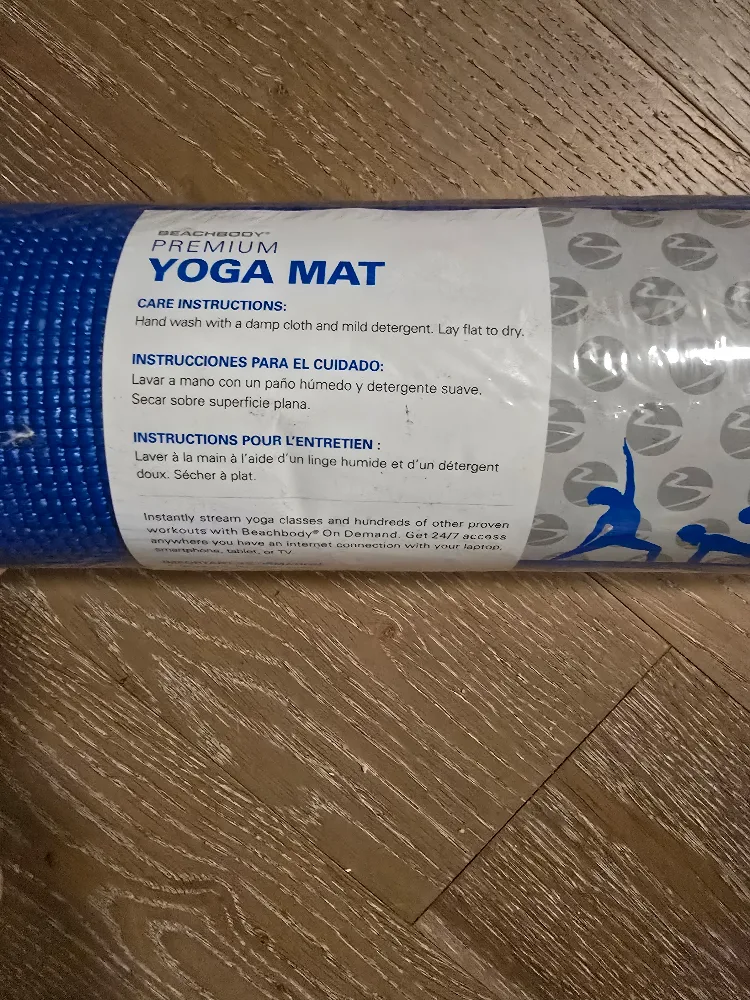 BEACHBODY®
PREMIUM
YOGA MAT
CARE INSTRUCTIONS:
Hand wash with a damp cloth and mild detergent. Lay flat to dry.
INSTRUCCIONES PARA EL CUIDADO:
Lavar a mano con un paño húmedo y detergente suave.
Secar sobre superficie plana.
INSTRUCTIONS POUR L'ENTRETIEN :
Laver à la main à l'aide d'un linge humide et d'un détergent
doux. Sécher à plat.
Instantly stream yoga classes and hundreds of other proven
workouts with Beachbody® On Demand. Get 24/7 access
anywhere you have an internet connection with your laptop,
smartphone, tablet, or TV.